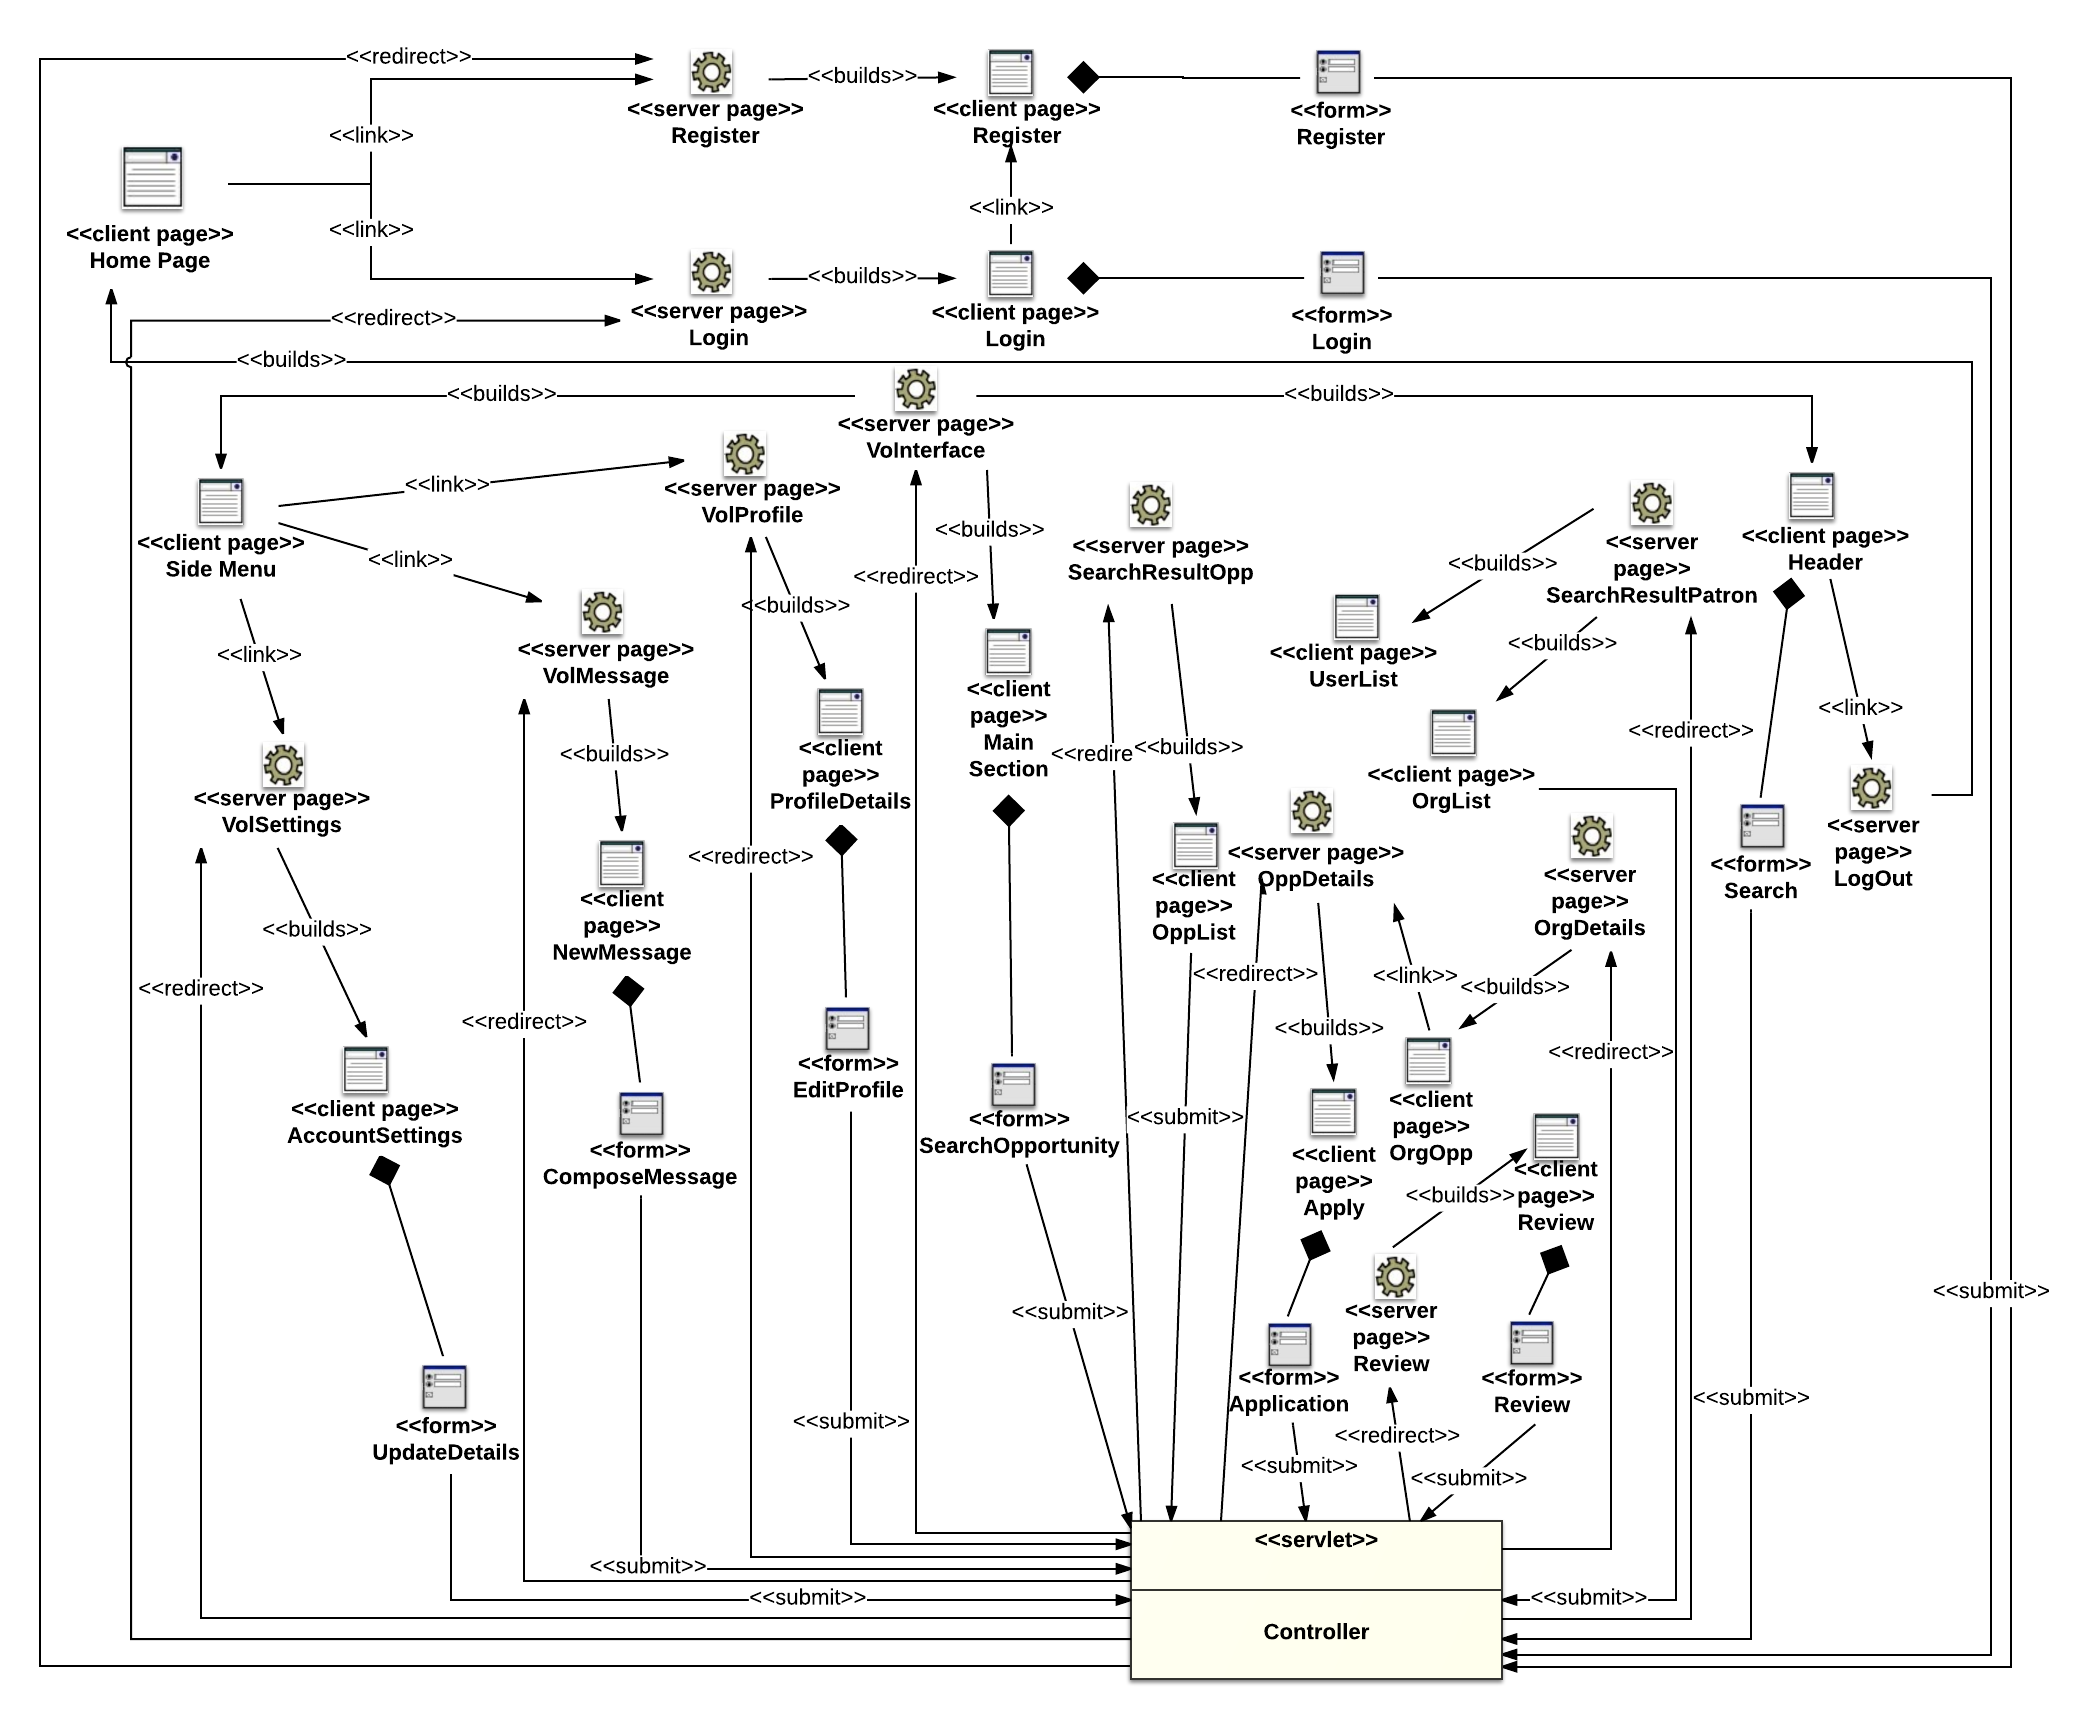 <<redirect>>
<<builds>>
<<server page>>
Register
<<client page>>
Register
<<form>>
Register
<<link>>
<<link>>
<<client page>>
Home Page
<<link>>
<<builds>>
<<server page>>
Login
<<client page>>
Login
<<form>>
Login
<<redirect>>
<<builds>>
<<builds>>
<<server page>>
VolInterface
<<builds>>
<<link>>
<<server page>>
VolProfile
<<client page>>
Side Menu
<<link>>
<<builds>>
<<redirect>>
<<server page>>
SearchResultOpp
<<builds>>
<<server
page>>
SearchResultPatron
<<client page>>
Header
<<builds>>
<<link>>
<<server page>>
VolMessage
<<builds>>
<<client page>>
UserList
<<builds>>
<<client
page>>
Main
Section
<<redire
<<builds>>
<<redirect>>
<<link>>
<<server page>>
VolSettings
<<builds>>
<<client
page>>
ProfileDetails
<<client page>>
OrgList
<<redirect>>
<<server page>>
OppDetails
<<client
page>>
OppList
<<server
page>>
OrgDetails
<<form>>
Search
<<server
page>>
LogOut
<<client
page>>
NewMessage
<<builds>>
<<redirect>>
<<redirect>>
<<redirect>>
<<link>>
<<builds>>
<<builds>>
<<redirect>>
<<client page>>
AccountSettings
<<form>>
ComposeMessage
<<form>>
EditProfile
<<form>>
SearchOpportunity
<<submit>>
<<client
page>>
Apply
<<client
page>>
OrgOpp
<<builds>>
<<client
page>>
Review
<<submit>>
<<submit>>
<<server
page>>
Review
<<form>>
Application
<<form>>
Review
<<submit>>
<<form>>
UpdateDetails
<<submit>>
<<submit>>
<<redirect>>
<<submit>>
<<servlet>>
<<submit>>
<<submit>>
<<submit>>
Controller